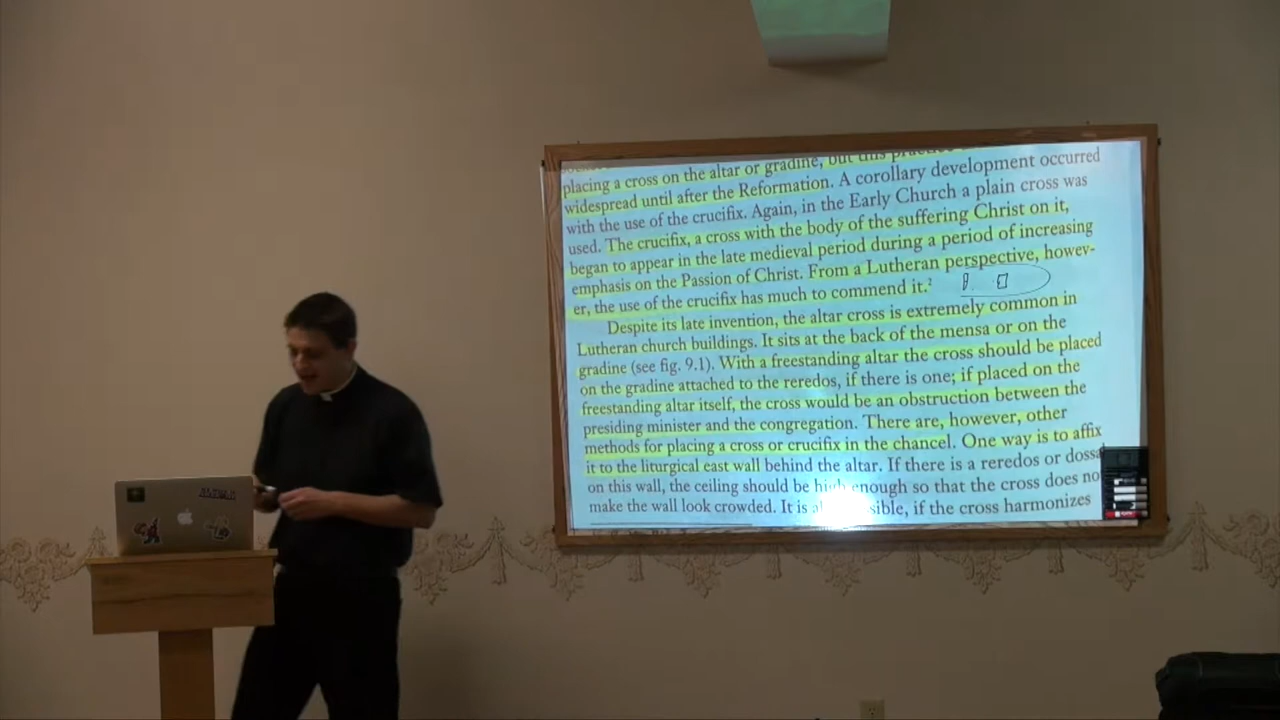 placing a cross on the altar or gradine, but this practice
widespread until after the Reformation. A corollary development occurred
with the use of the crucifix. Again, in the Early Church a plain cross was
used. The crucifix, a cross with the body of the suffering Christ on it,
began to appear in the late medieval period during a period of increasing
emphasis on the Passion of Christ. From a Lutheran perspective, howev-
er, the use of the crucifix has much to commend it.²
Despite its late invention, the altar cross is extremely common in
Lutheran church buildings. It sits at the back of the mensa or on the
gradine (see fig. 9.1). With a freestanding altar the cross should be placed
on the gradine attached to the reredos, if there is one; if placed on the
freestanding altar itself, the cross would be an obstruction between the
presiding minister and the congregation. There are, however, other
methods for placing a cross or crucifix in the chancel. One way is to affix
it to the liturgical east wall behind the altar. If there is a reredos or dossal
on this wall, the ceiling should be high enough so that the cross does not
make the wall look crowded. It is if the cross harmonizes